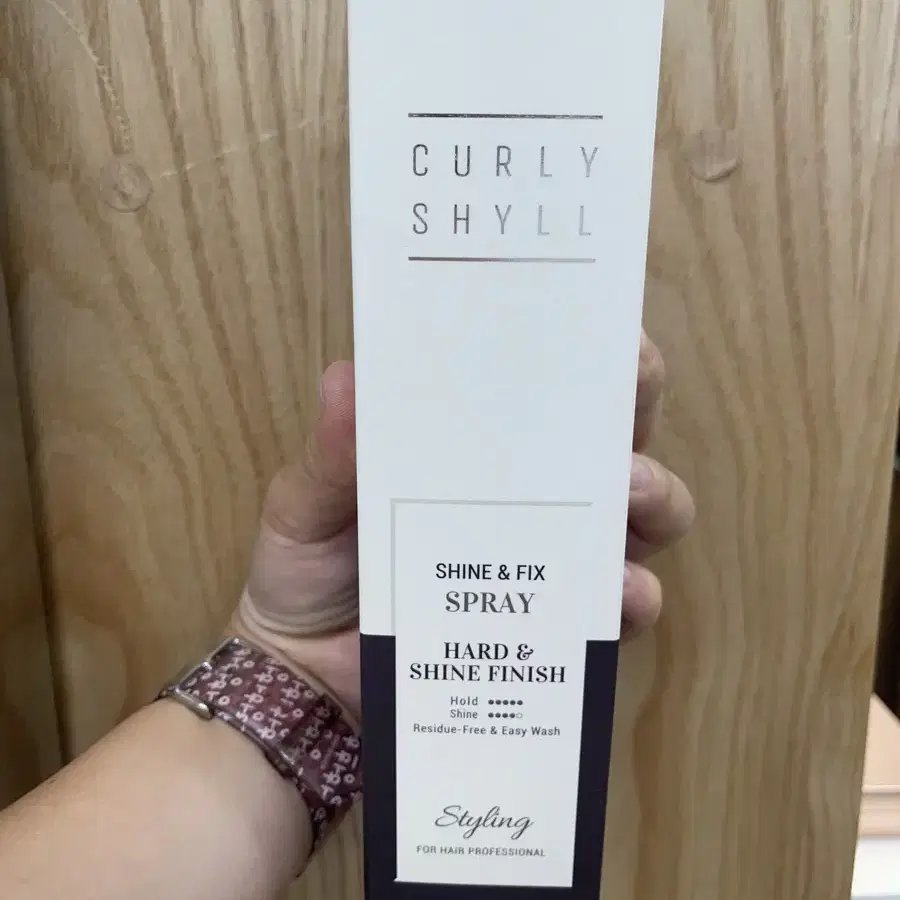 CURLY
SHYLL
SHINE & FIX
SPRAY
HARD &
SHINE FINISH
Hold ●●●●●
Shine ●●●●○
Residue-Free & Easy Wash
Styling
FOR HAIR PROFESSIONAL